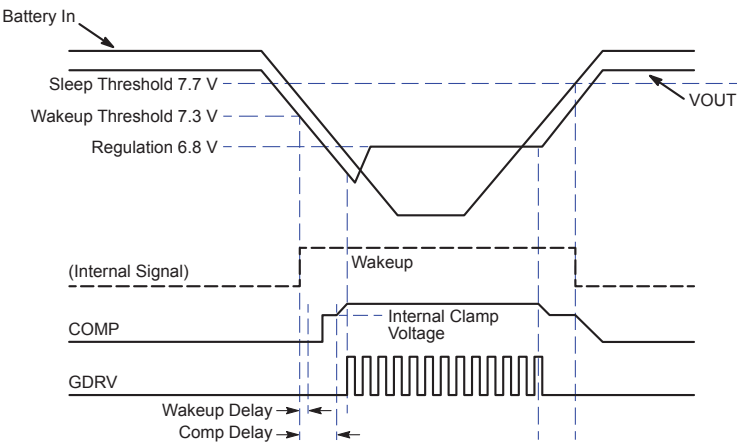 Battery In
Sleep Threshold 7.7 V
VOUT
Wakeup Threshold 7.3 V
Regulation 6.8 V
(Internal Signal)
Wakeup
Internal Clamp
Voltage
COMP
GDRV
Wakeup Delay
Comp Delay